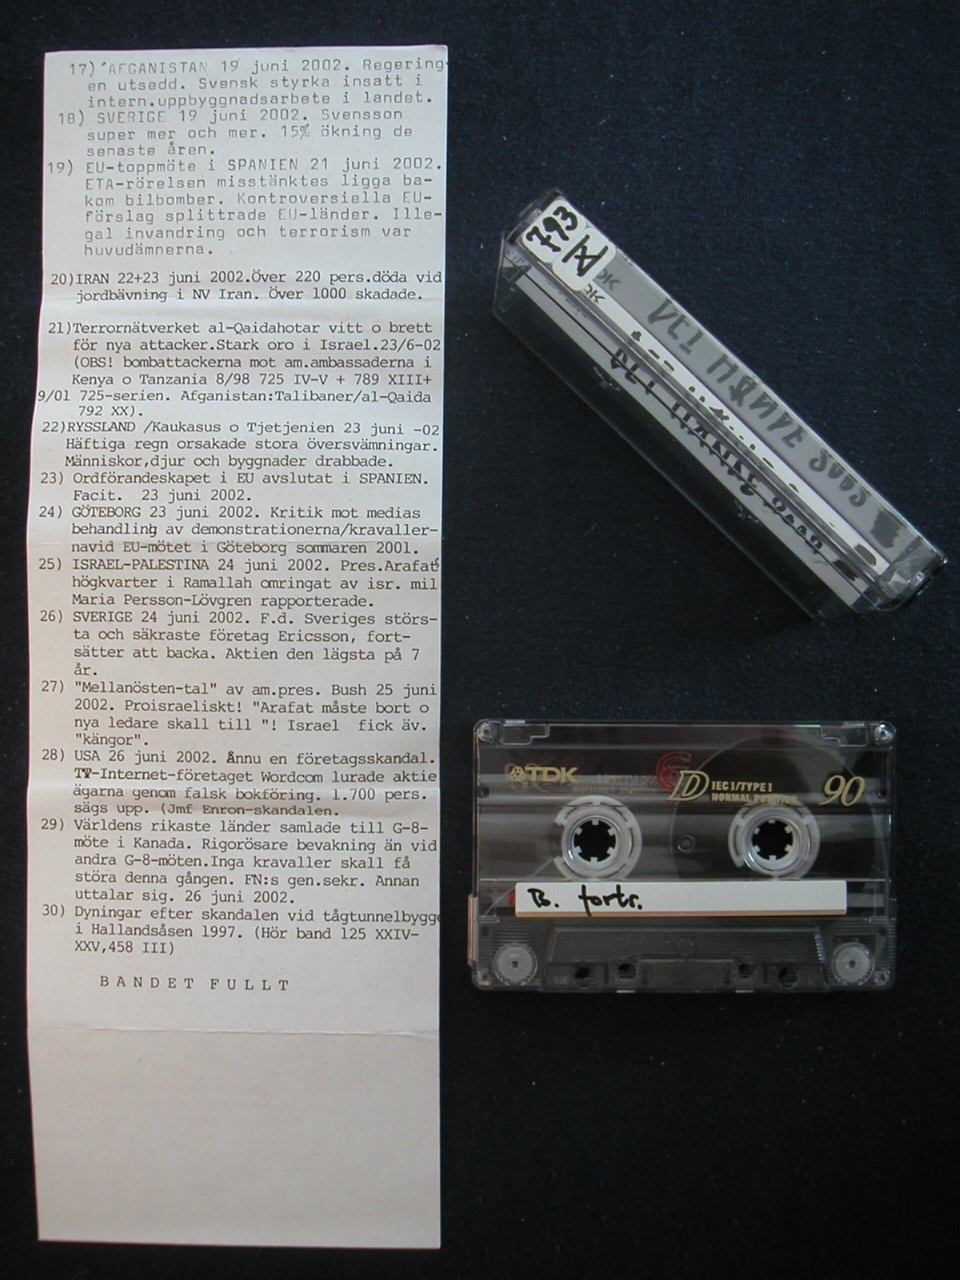 17) AFGANISTAN 19 juni 2002. Regering-
en utsedd. Svensk styrka insatt i
intern.uppbyggnadsarbete i landet.
18) SVERIGE 19 juni 2002. Svensson
super mer och mer. 15% ökning de
senaste åren.
19) EU-toppmöte i SPANIEN 21 juni 2002.
ETA-rörelsen misstänktes ligga ba-
kom bilbomber. Kontroversiella EU-
förslag splittrade EU-länder. Ille-
gal invandring och terrorism var
huvudämnerna.
20)IRAN 22+23 juni 2002.Över 220 pers.döda vid
jordbävning i NV Iran. Över 1000 skadade.
21)Terrornätverket al-Qaidahotar vitt o brett
för nya attacker.Stark oro i Israel.23/6-02
(OBS! bombattackerna mot am.ambassaderna i
Kenya o Tanzania 8/98 725 IV-V + 789 XIII+
9/01 725-serien. Afganistan:Talibaner/al-Qaida
792 XX).
22)RYSSLAND /Kaukasus o Tjetjenien 23 juni -02
Häftiga regn orsakade stora översvämningar.
Människor,djur och byggnader drabbade.
23) Ordförandeskapet i EU avslutat i SPANIEN.
Facit. 23 juni 2002.
24) GÖTEBORG 23 juni 2002. Kritik mot medias
behandling av demonstrationerna/kravaller-
navid EU-mötet i Göteborg sommaren 2001.
25) ISRAEL-PALESTINA 24 juni 2002. Pres.Arafat
högkvarter i Ramallah omringat av isr. mil
Maria Persson-Lövgren rapporterade.
26) SVERIGE 24 juni 2002. F.d. Sveriges störs-
ta och säkraste företag Ericsson, fort-
sätter att backa. Aktien den lägsta på 7
år.
27) "Mellanösten-tal" av am.pres. Bush 25 juni
2002. Proisraeliskt! "Arafat måste bort o
nya ledare skall till "! Israel fick äv.
"kängor".
28) USA 26 juni 2002. Ännu en företagsskandal.
TV-Internet-företaget Wordcom lurade aktie
ägarna genom falsk bokföring. 1.700 pers.
sägs upp. (Jmf Enron-skandalen.
29) Världens rikaste länder samlade till G-8-
möte i Kanada. Rigorösare bevakning än vid
andra G-8-möten.Inga kravaller skall få
störa denna gången. FN:s gen.sekr. Annan
uttalar sig. 26 juni 2002.
30) Dyningar efter skandalen vid tågtunnelbygge
i Hallandsåsen 1997. (Hör band 125 XXIV-
XXV,458 III)
BANDET FULLT
793
DET HÄNDE
TDK
D IEC I/TYPE I
NORMAL POSITION
90
B. forts.